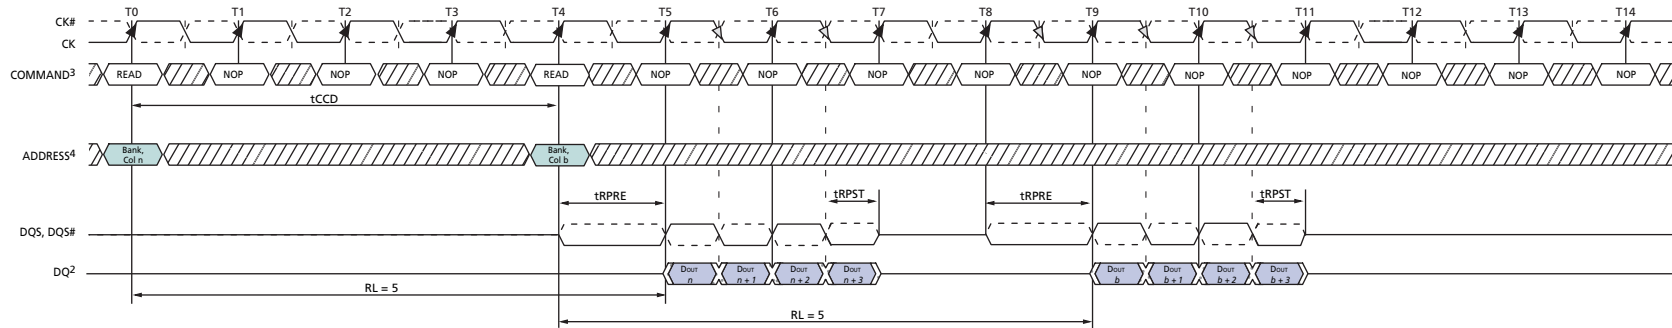 T0 T1 T2 T3 T4 T5 T6 T7 T8 T9 T10 T11 T12 T13 T14
CK#
CK
COMMAND3 READ NOP NOP NOP READ NOP NOP NOP NOP NOP NOP NOP NOP NOP NOP
tCCD
ADDRESS4
Bank,
Col n
Bank,
Col b
tRPRE tRPST tRPRE tRPST
DQS, DQS#
DQ2
DOUT
n
DOUT
n + 1
DOUT
n + 2
DOUT
n + 3
DOUT
b
DOUT
b + 1
DOUT
b + 2
DOUT
b + 3
RL = 5
RL = 5